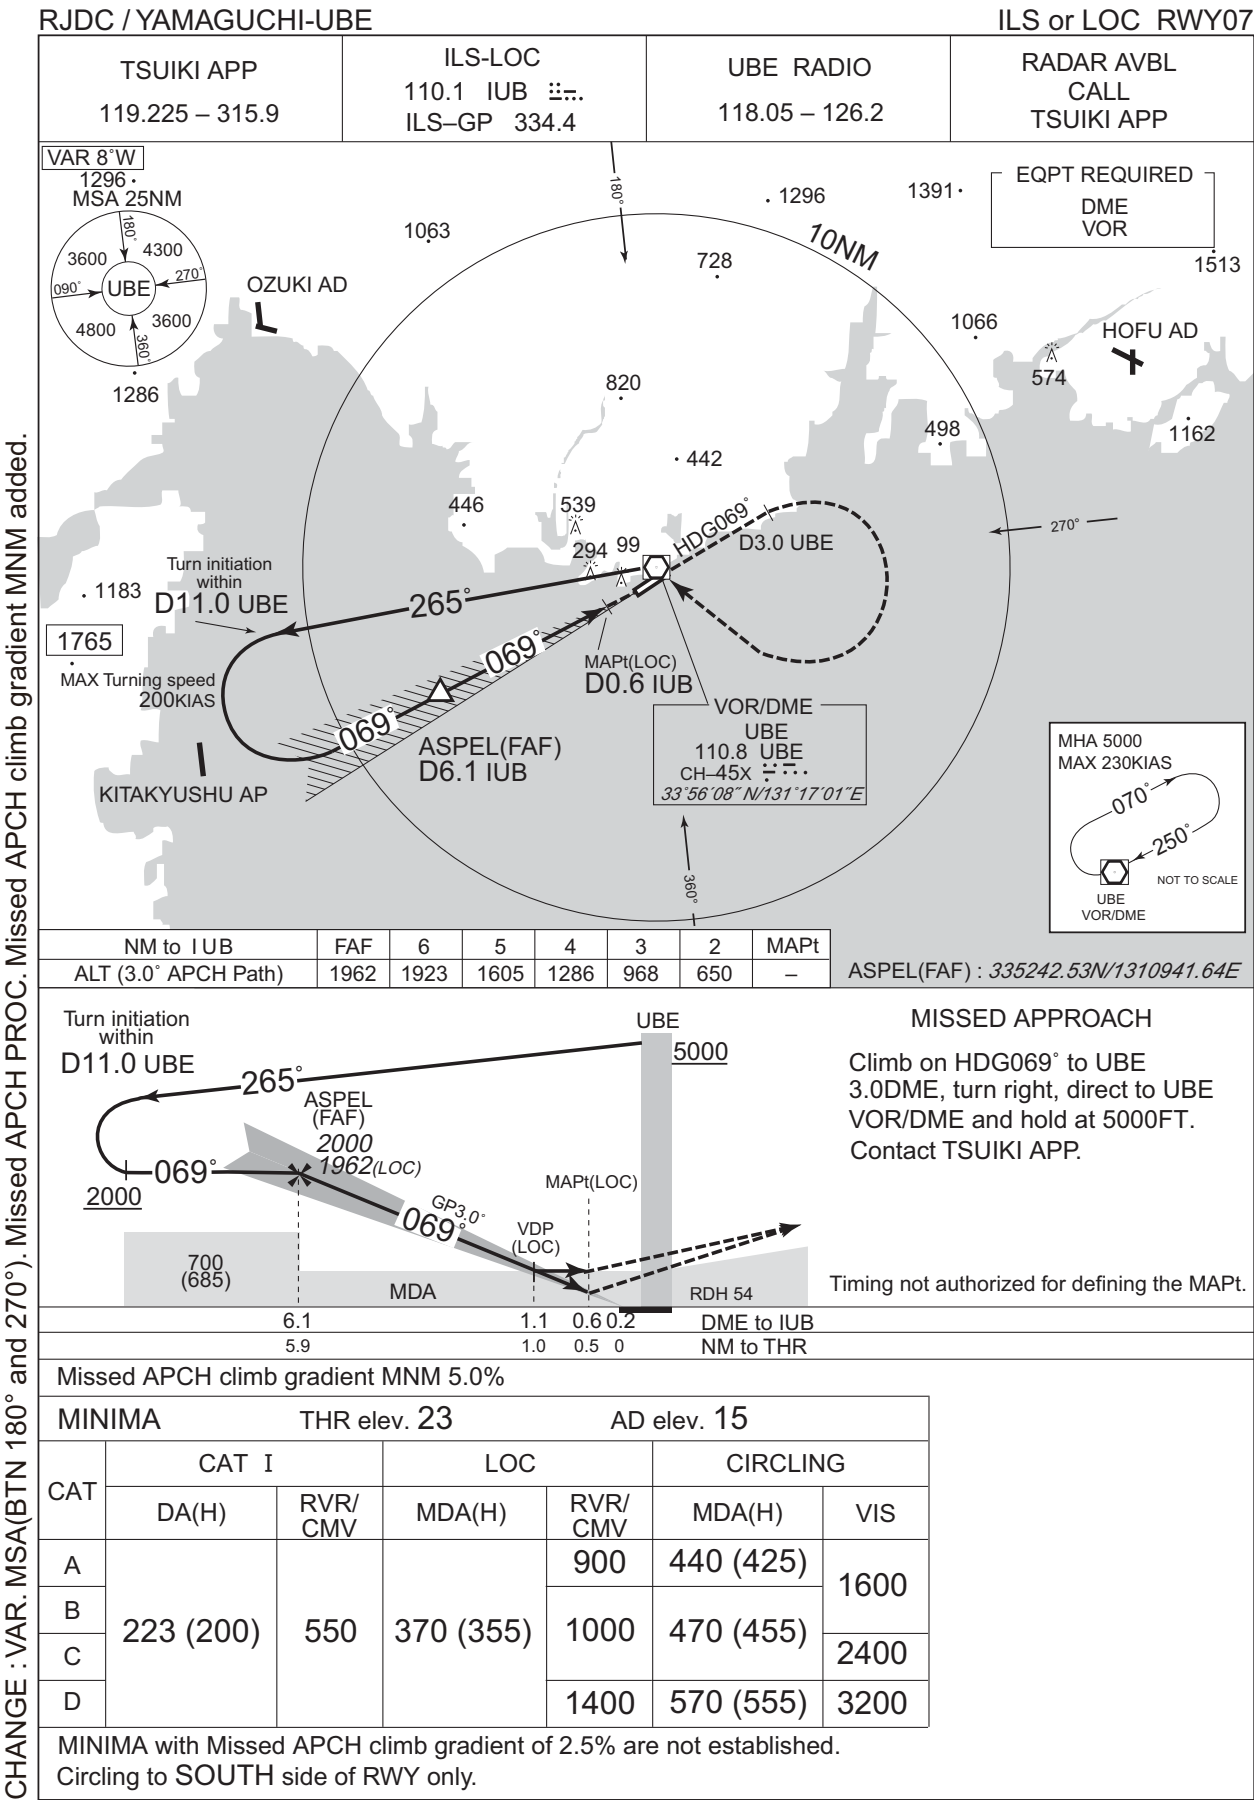 RJDC / YAMAGUCHI-UBE
ILS or LOC RWY07
TSUIKI APP
119.225 – 315.9
ILS-LOC
110.1 IUB
ILS–GP 334.4
UBE RADIO
118.05 – 126.2
RADAR AVBL
CALL
TSUIKI APP
VAR 8°W
1296
MSA 25NM
180°
3600
4300
090°
UBE
270°
4800
3600
360°
1286
OZUKI AD
1063
180°
728
1296
1391
10NM
EQPT REQUIRED
DME
VOR
1513
1066
574
HOFU AD
1162
498
820
442
446
539
294
99
HDG069°
D3.0 UBE
270°
Turn initiation
within
D11.0 UBE
1183
1765
MAX Turning speed
200KIAS
265°
069°
069°
MAPt(LOC)
D0.6 IUB
ASPEL(FAF)
D6.1 IUB
KITAKYUSHU AP
VOR/DME
UBE
110.8 UBE
CH–45X
33°56′08″N/131°17′01″E
360°
MHA 5000
MAX 230KIAS
070°
250°
NOT TO SCALE
UBE
VOR/DME
NM to IUB FAF 6 5 4 3 2 MAPt
ALT (3.0° APCH Path) 1962 1923 1605 1286 968 650 –
ASPEL(FAF) : 335242.53N/1310941.64E
Turn initiation
within
D11.0 UBE
UBE
5000
265°
ASPEL
(FAF)
2000
1962(LOC)
069°
2000
GP3.0°
069°
MAPt(LOC)
VDP
(LOC)
700
(685)
MDA
RDH 54
6.1 1.1 0.6 0.2 DME to IUB
5.9 1.0 0.5 0 NM to THR
MISSED APPROACH
Climb on HDG069° to UBE
3.0DME, turn right, direct to UBE
VOR/DME and hold at 5000FT.
Contact TSUIKI APP.
Timing not authorized for defining the MAPt.
Missed APCH climb gradient MNM 5.0%
MINIMA THR elev. 23 AD elev. 15
CAT
CAT I
LOC
CIRCLING
DA(H)
RVR/
CMV
MDA(H)
RVR/
CMV
MDA(H)
VIS
A
B
C
D
223 (200)
550
370 (355)
900
1000
1400
440 (425)
470 (455)
570 (555)
1600
2400
3200
MINIMA with Missed APCH climb gradient of 2.5% are not established.
Circling to SOUTH side of RWY only.
CHANGE : VAR. MSA(BTN 180° and 270°). Missed APCH PROC. Missed APCH climb gradient MNM added.